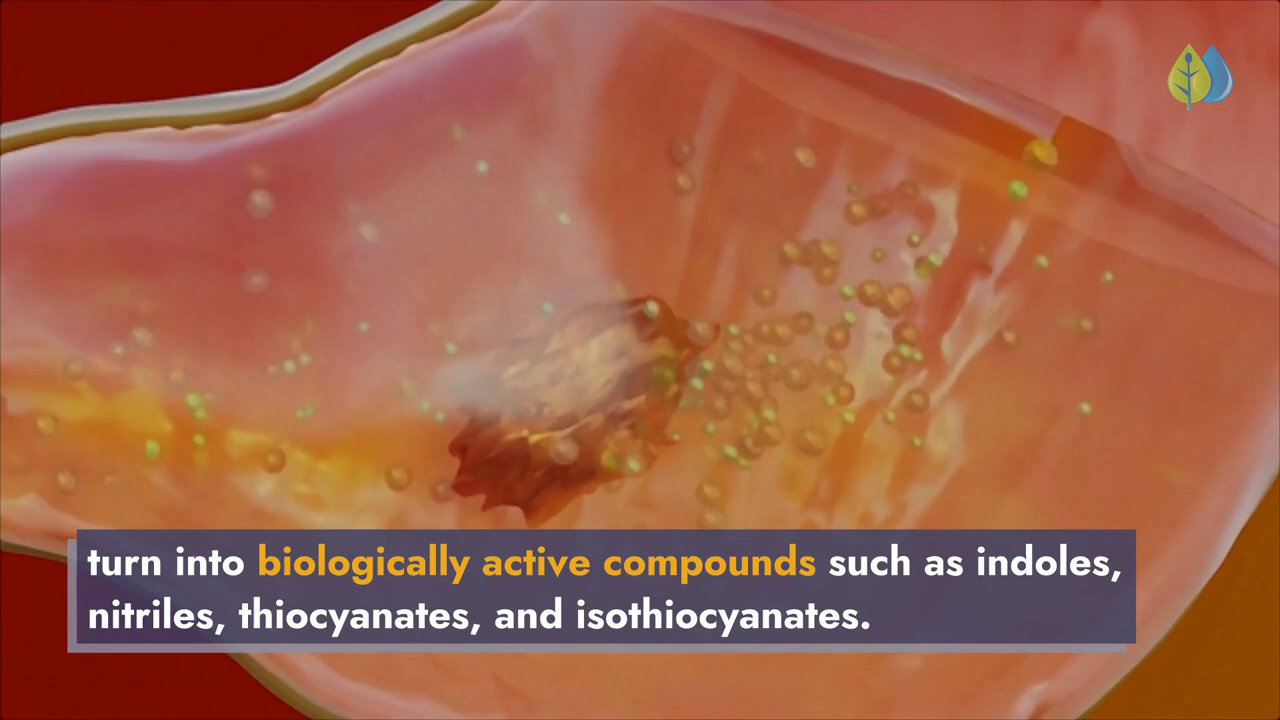 turn into biologically active compounds such as indoles,
nitriles, thiocyanates, and isothiocyanates.